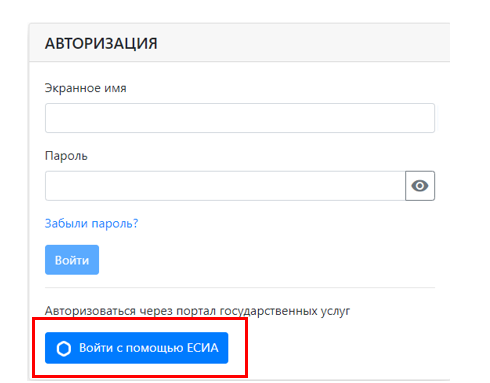 АВТОРИЗАЦИЯ
Экранное имя
Пароль
Забыли пароль?
Войти
Авторизоваться через портал государственных услуг
Войти с помощью ЕСИА